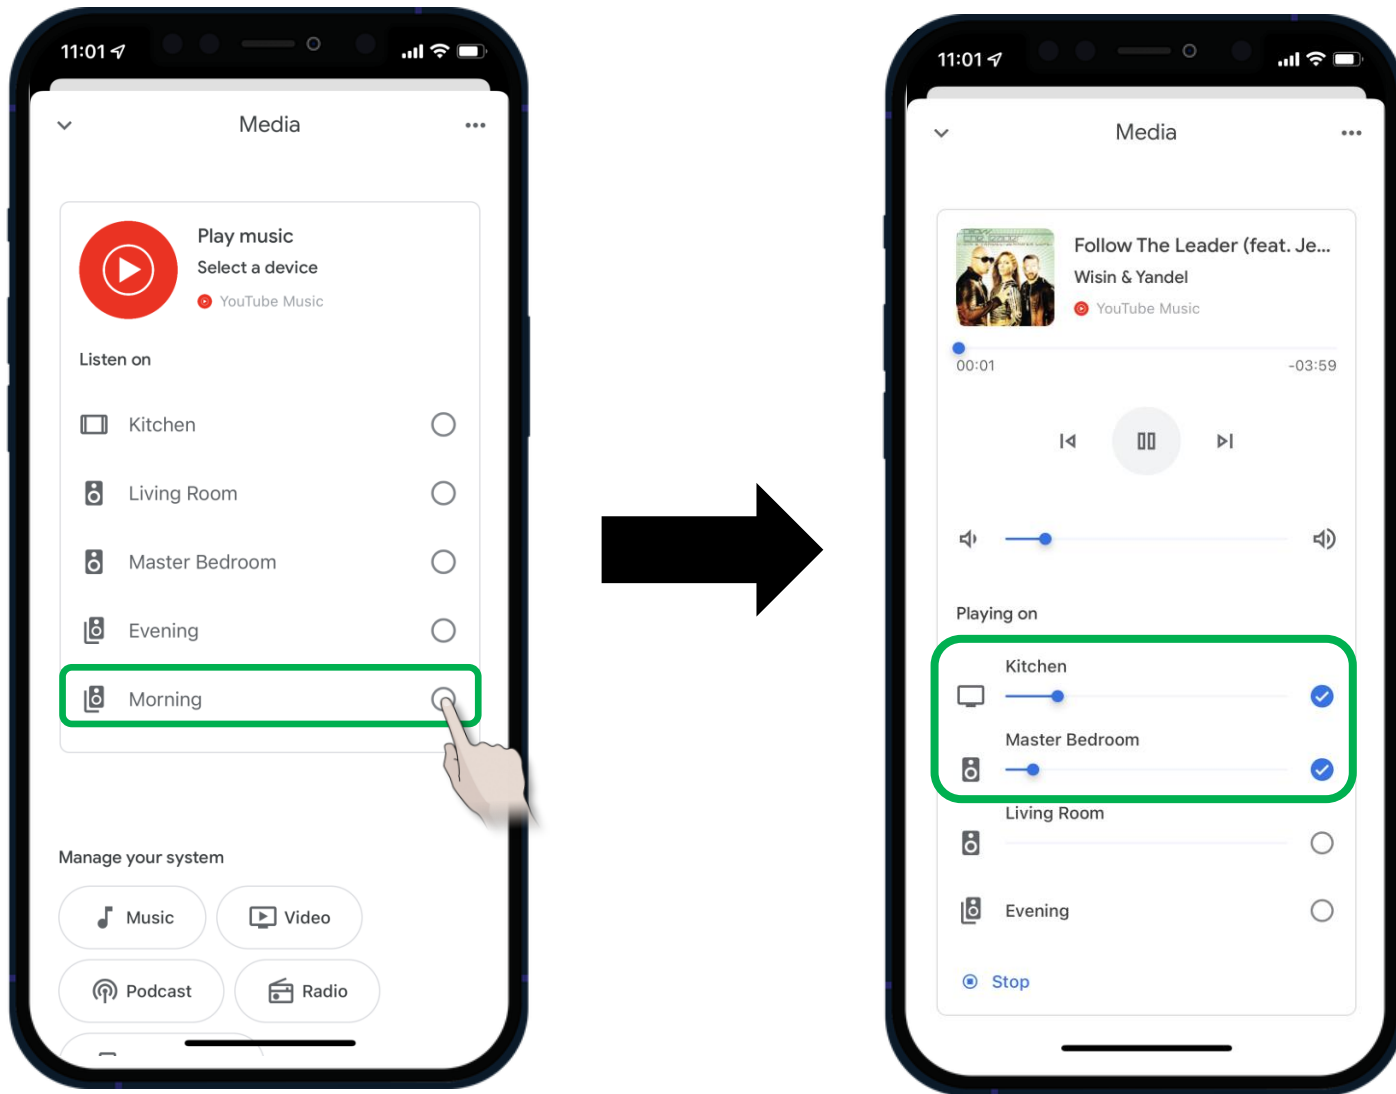 11:01
Media
Play music
Select a device
YouTube Music
Listen on
Kitchen
Living Room
Master Bedroom
Evening
Morning
Manage your system
Music
Video
Podcast
Radio
11:01
Media
Follow The Leader (feat. Je...
Wisin & Yandel
YouTube Music
00:01
-03:59
Playing on
Kitchen
Master Bedroom
Living Room
Evening
Stop